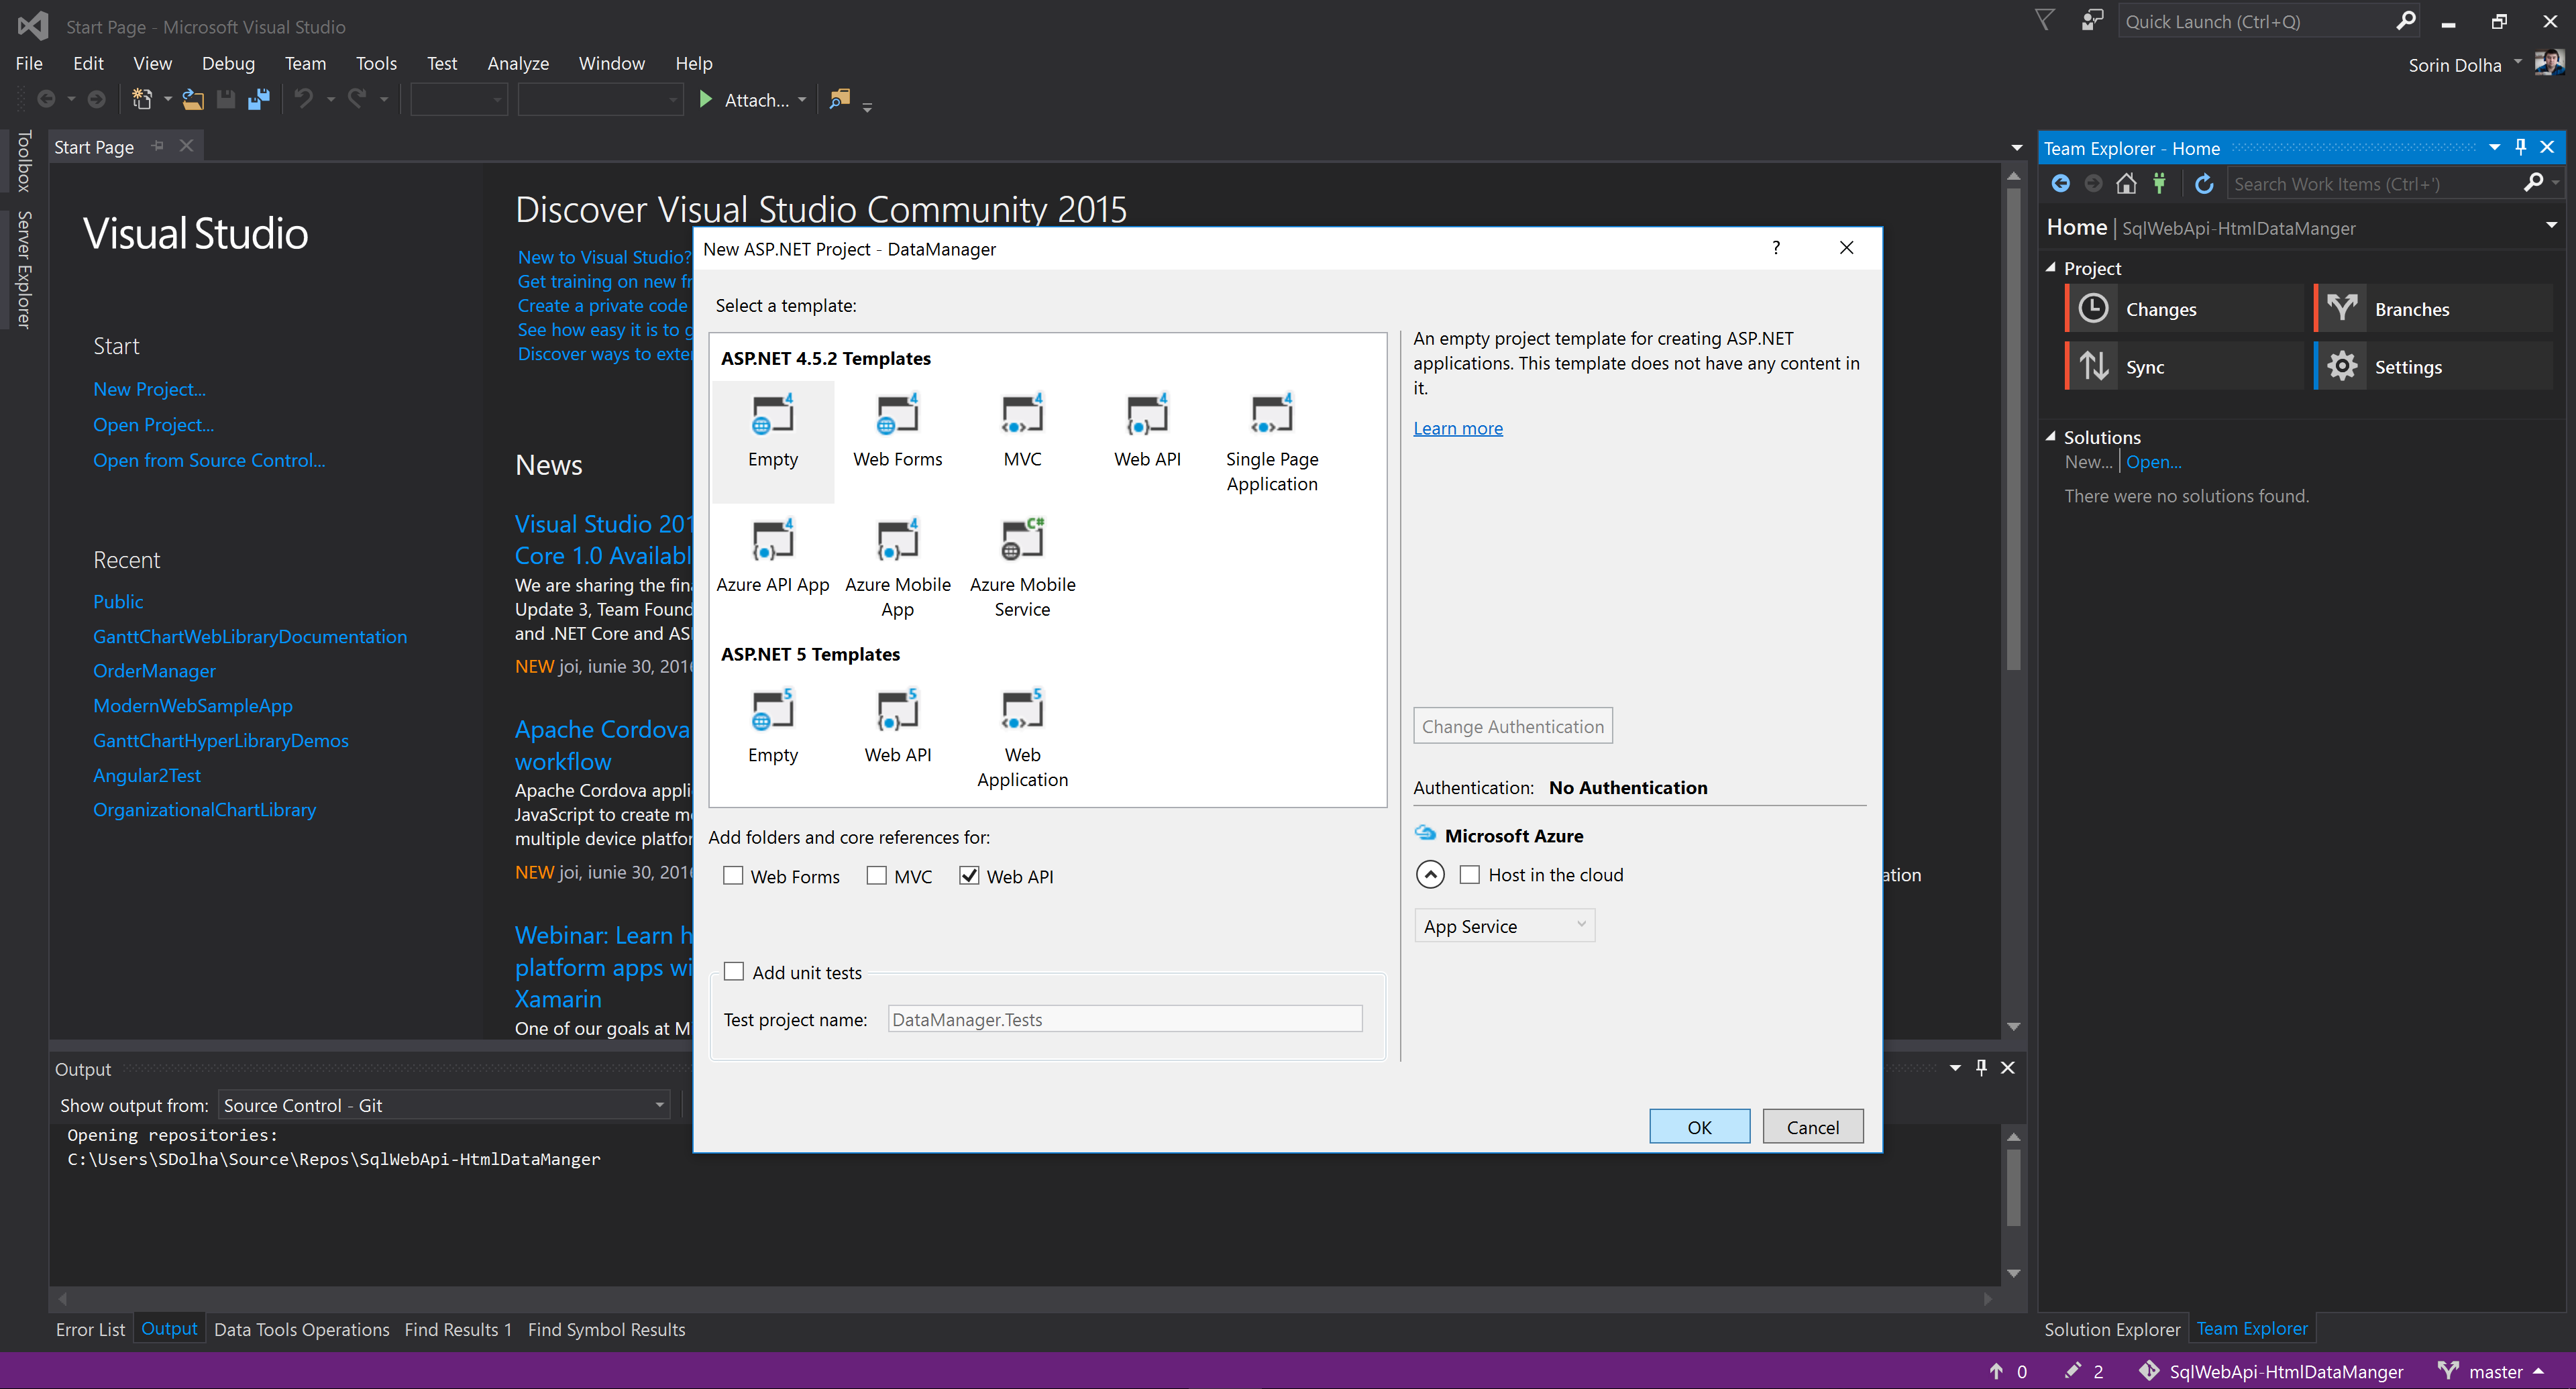 Start Page - Microsoft Visual Studio
Quick Launch (Ctrl+Q)
File Edit View Debug Team Tools Test Analyze Window Help
Sorin Dolha
Attach...
Toolbox
Server Explorer
Start Page
Visual Studio
Start
New Project...
Open Project...
Open from Source Control...
Recent
Public
GanttChartWebLibraryDocumentation
OrderManager
ModernWebSampleApp
GanttChartHyperLibraryDemos
Angular2Test
OrganizationalChartLibrary
Discover Visual Studio Community 2015
New to Visual Studio?
Get training on new fr
Create a private code
See how easy it is to g
Discover ways to exte
News
Visual Studio 201
Core 1.0 Availabl
We are sharing the fina
Update 3, Team Found
and .NET Core and AS
NEW joi, iunie 30, 2016
Apache Cordova
workflow
Apache Cordova appli
JavaScript to create m
multiple device platfor
NEW joi, iunie 30, 2016
ation
Webinar: Learn h
platform apps wi
Xamarin
One of our goals at M
New ASP.NET Project - DataManager
?
Select a template:
ASP.NET 4.5.2 Templates
4 4 4 4 4
Empty Web Forms MVC Web API Single Page
Application
4 4 C#
Azure API App Azure Mobile Azure Mobile
App Service
ASP.NET 5 Templates
5 5 5
Empty Web API Web
Application
Add folders and core references for:
Web Forms MVC Web API
Add unit tests
Test project name: DataManager.Tests
An empty project template for creating ASP.NET
applications. This template does not have any content in
it.
Learn more
Change Authentication
Authentication: No Authentication
Microsoft Azure
Host in the cloud
App Service
OK Cancel
Output
Show output from: Source Control - Git
Opening repositories:
C:\Users\SDolha\Source\Repos\SqlWebApi-HtmlDataManger
Error List Output Data Tools Operations Find Results 1 Find Symbol Results
Team Explorer - Home
Search Work Items (Ctrl+')
Home | SqlWebApi-HtmlDataManger
Project
Changes Branches
Sync Settings
Solutions
New... | Open...
There were no solutions found.
Solution Explorer Team Explorer
0 2 SqlWebApi-HtmlDataManger master